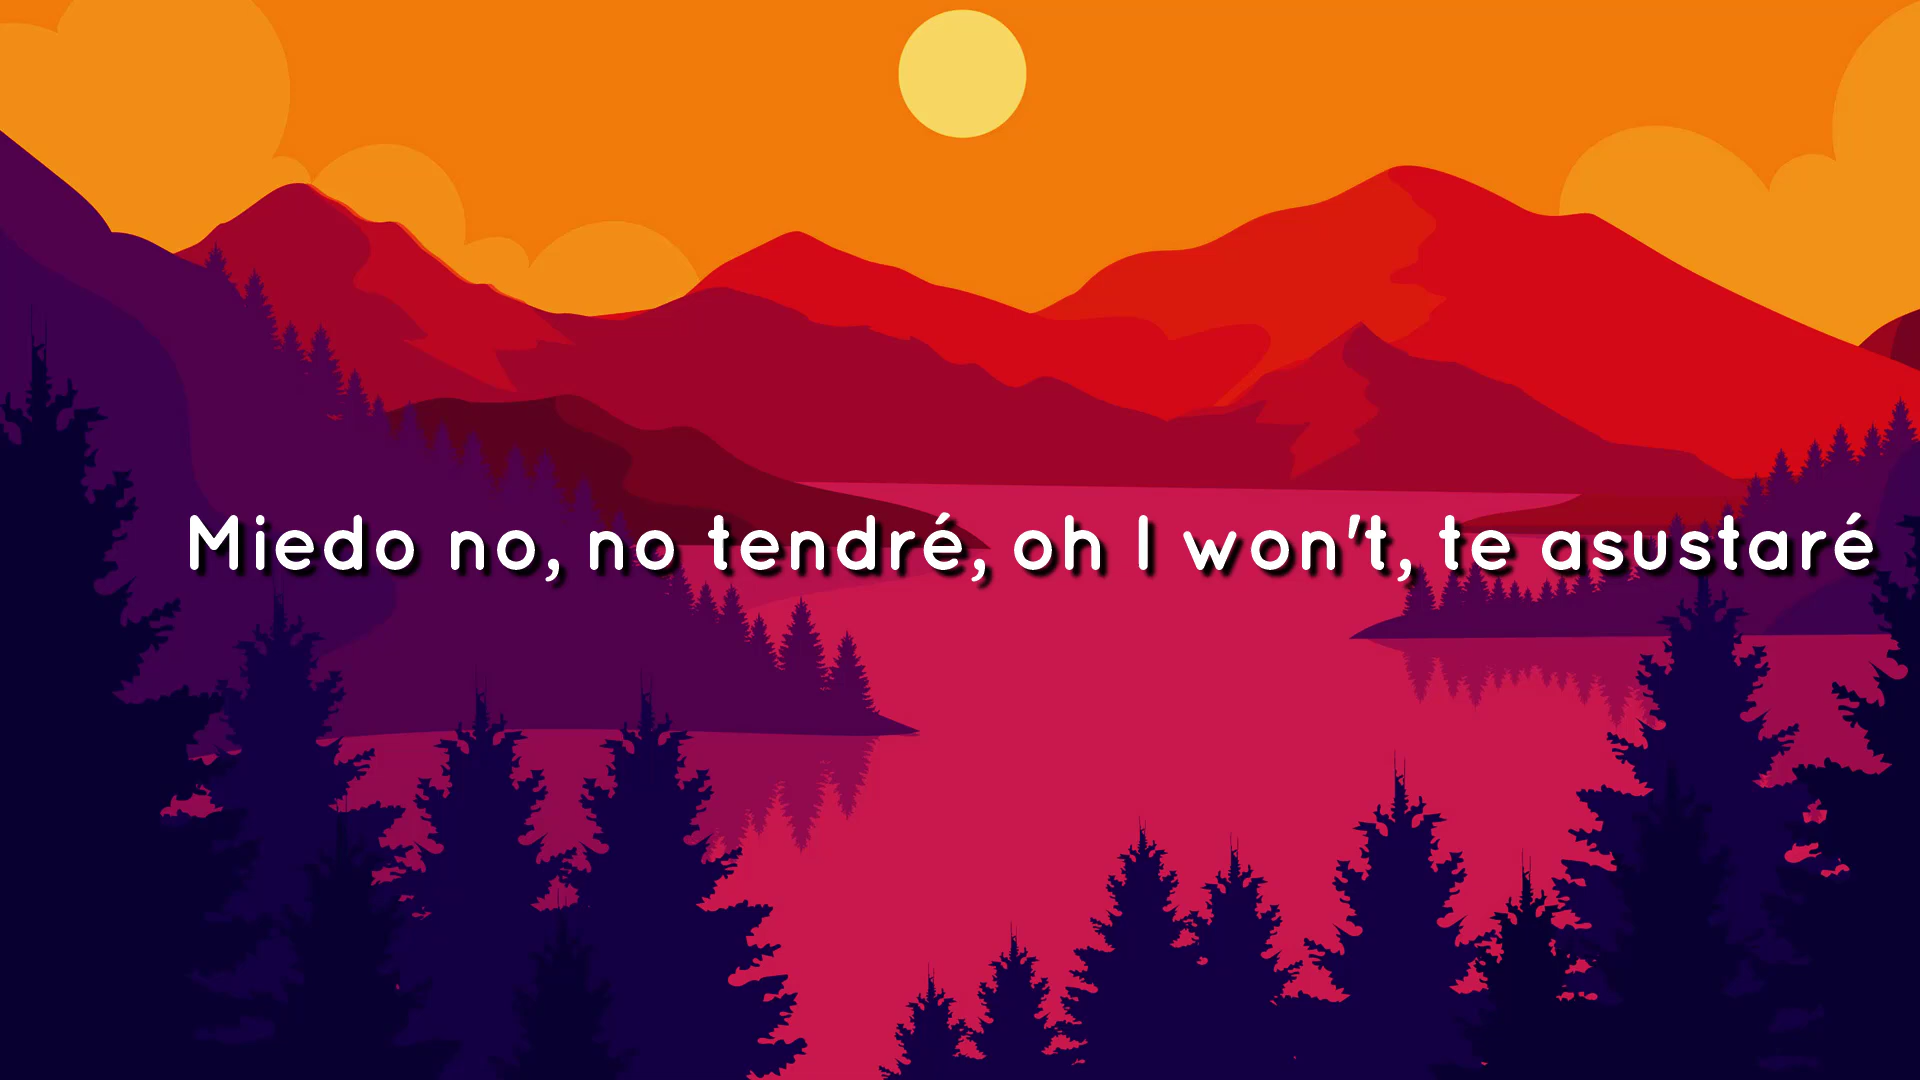 Miedo no, no tendré, oh I won't, te asustaré